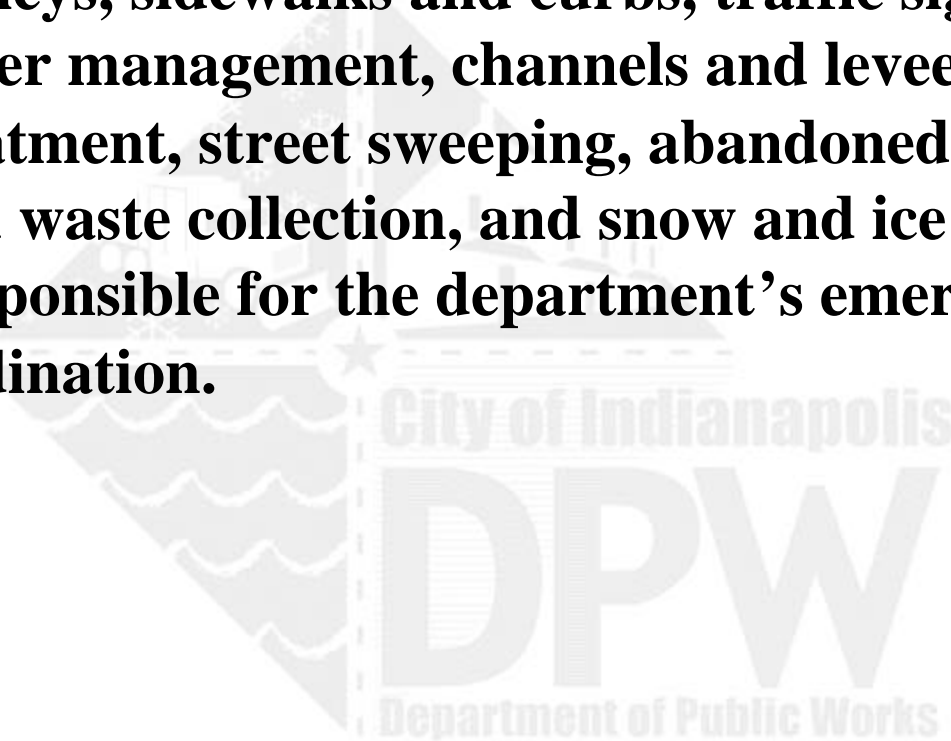 leys, sidewalks and curbs, traffic sig
er management, channels and levee
atment, street sweeping, abandoned
waste collection, and snow and ice
ponsible for the department’s emer
dination.
City of Indianapolis
DPW
Department of Public Works